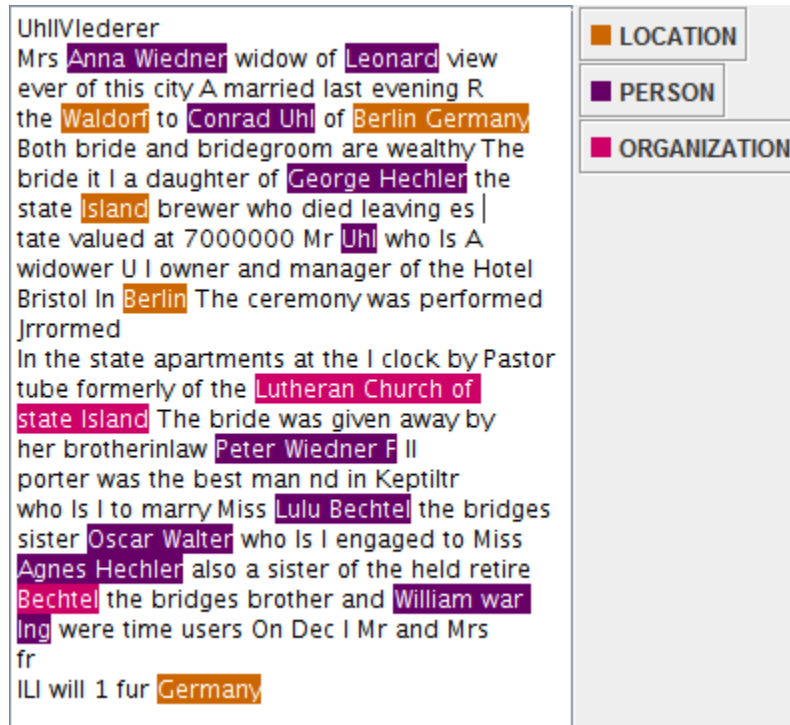 UhllVlederer
Mrs Anna Wiedner widow of Leonard view
ever of this city A married last evening R
the Waldorf to Conrad Uhl of Berlin Germany
Both bride and bridegroom are wealthy The
bride it I a daughter of George Hechler the
state Island brewer who died leaving es
tate valued at 7000000 Mr Uhl who Is A
widower U I owner and manager of the Hotel
Bristol In Berlin The ceremony was performed
Jrrormed
In the state apartments at the I clock by Pastor
tube formerly of the Lutheran Church of
state Island The bride was given away by
her brotherinlaw Peter Wiedner F ll
porter was the best man nd in Keptiltr
who Is I to marry Miss Lulu Bechtel the bridges
sister Oscar Walter who Is I engaged to Miss
Agnes Hechler also a sister of the held retire
Bechtel the bridges brother and William war
Ing were time users On Dec I Mr and Mrs
fr
ILI will 1 fur Germany
LOCATION
PERSON
ORGANIZATION